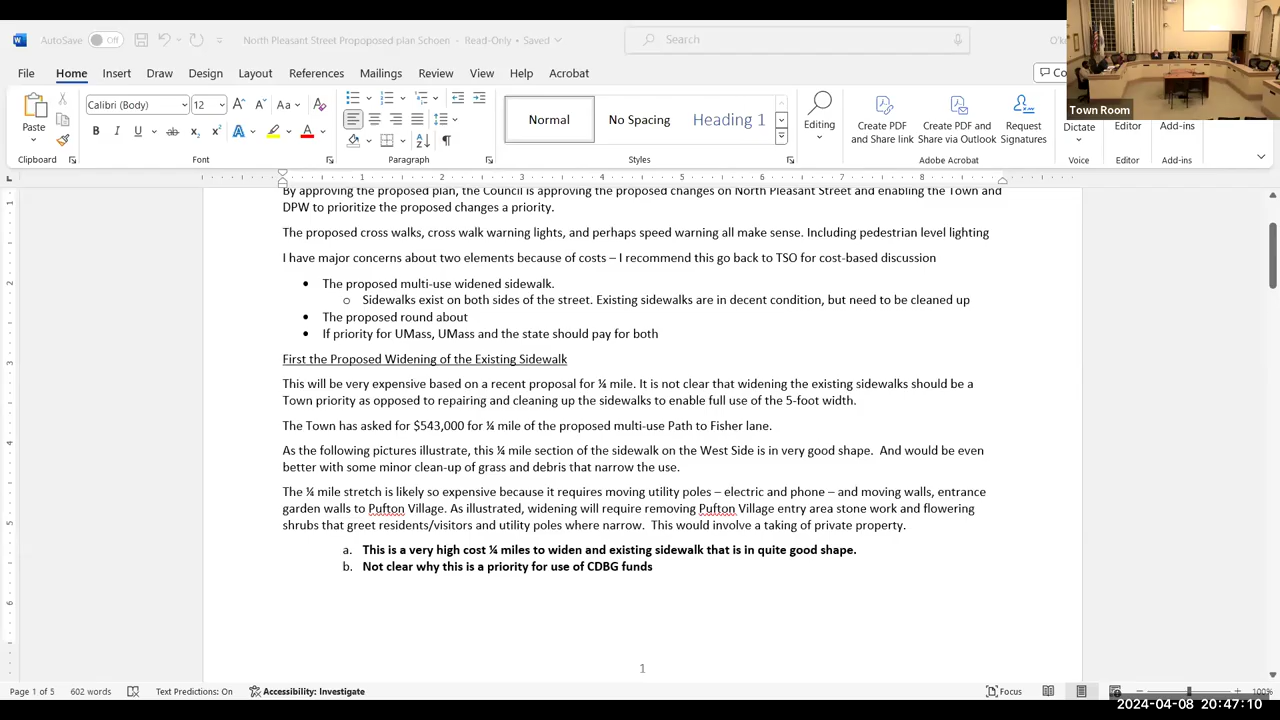 AutoSave Off North Pleasant Street Propoposed plan Schoen - Read-Only • Saved Search
File Home Insert Draw Design Layout References Mailings Review View Help Acrobat Co
Town Room
Calibri (Body) 12 Aa
Normal No Spacing Heading 1
Paste Editing Create PDF and Share link Create PDF and Share via Outlook Request Signatures Dictate Editor Add-ins
Clipboard Font Paragraph Styles Adobe Acrobat Voice Editor Add-ins
1 2 3 4 5 6 7 8
By approving the proposed plan, the Council is approving the proposed changes on North Pleasant Street and enabling the Town and
DPW to prioritize the proposed changes a priority.
The proposed cross walks, cross walk warning lights, and perhaps speed warning all make sense. Including pedestrian level lighting
I have major concerns about two elements because of costs – I recommend this go back to TSO for cost-based discussion
• The proposed multi-use widened sidewalk.
o Sidewalks exist on both sides of the street. Existing sidewalks are in decent condition, but need to be cleaned up
• The proposed round about
• If priority for UMass, UMass and the state should pay for both
First the Proposed Widening of the Existing Sidewalk
This will be very expensive based on a recent proposal for ¼ mile. It is not clear that widening the existing sidewalks should be a
Town priority as opposed to repairing and cleaning up the sidewalks to enable full use of the 5-foot width.
The Town has asked for $543,000 for ¼ mile of the proposed multi-use Path to Fisher lane.
As the following pictures illustrate, this ¼ mile section of the sidewalk on the West Side is in very good shape. And would be even
better with some minor clean-up of grass and debris that narrow the use.
The ¼ mile stretch is likely so expensive because it requires moving utility poles – electric and phone – and moving walls, entrance
garden walls to Pufton Village. As illustrated, widening will require removing Pufton Village entry area stone work and flowering
shrubs that greet residents/visitors and utility poles where narrow. This would involve a taking of private property.
a. This is a very high cost ¼ miles to widen and existing sidewalk that is in quite good shape.
b. Not clear why this is a priority for use of CDBG funds
1
Page 1 of 5 602 words Text Predictions: On Accessibility: Investigate Focus 100%
2024-04-08 20:47:10